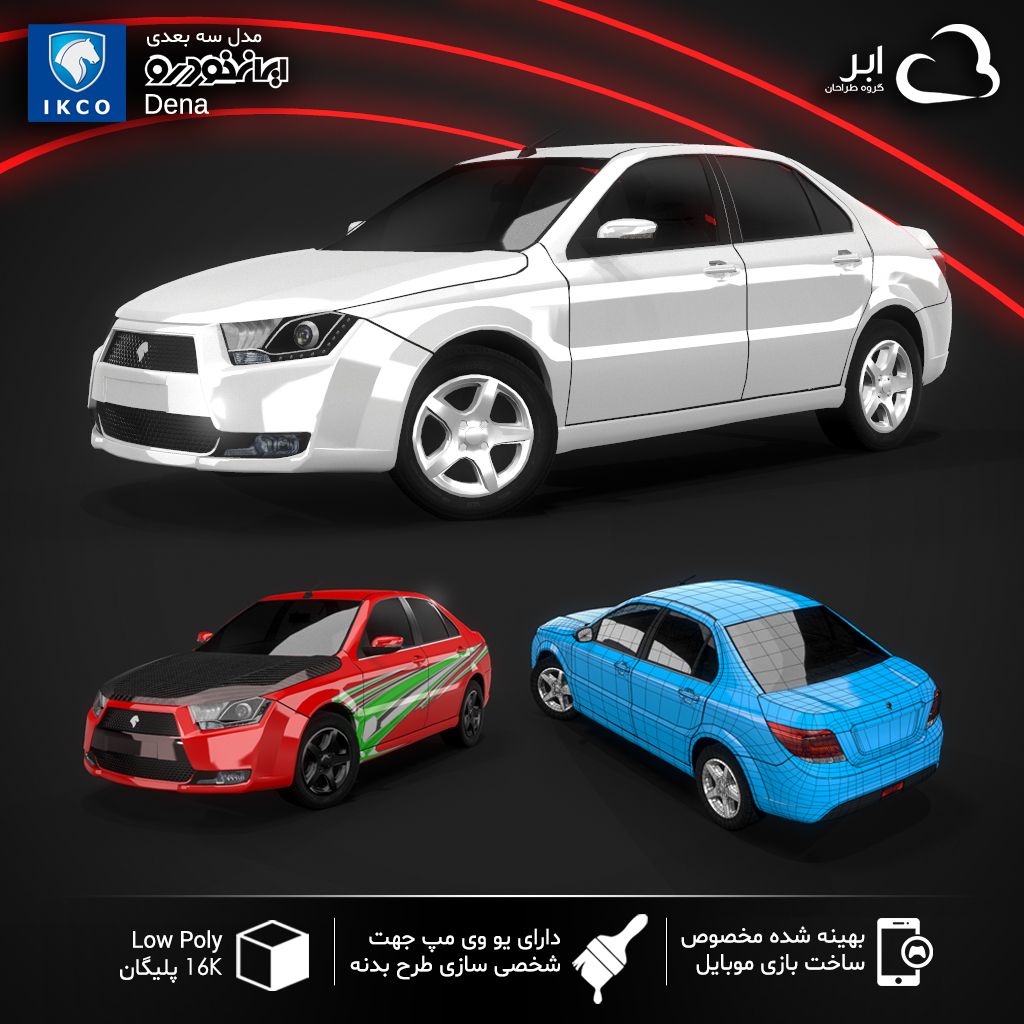 مدل سه بعدی
ایران‌خودرو
Dena
IKCO
ابر
گروه طراحان
Low Poly
16K پلیگان
دارای یو وی مپ جهت
شخصی سازی طرح بدنه
بهینه شده مخصوص
ساخت بازی موبایل